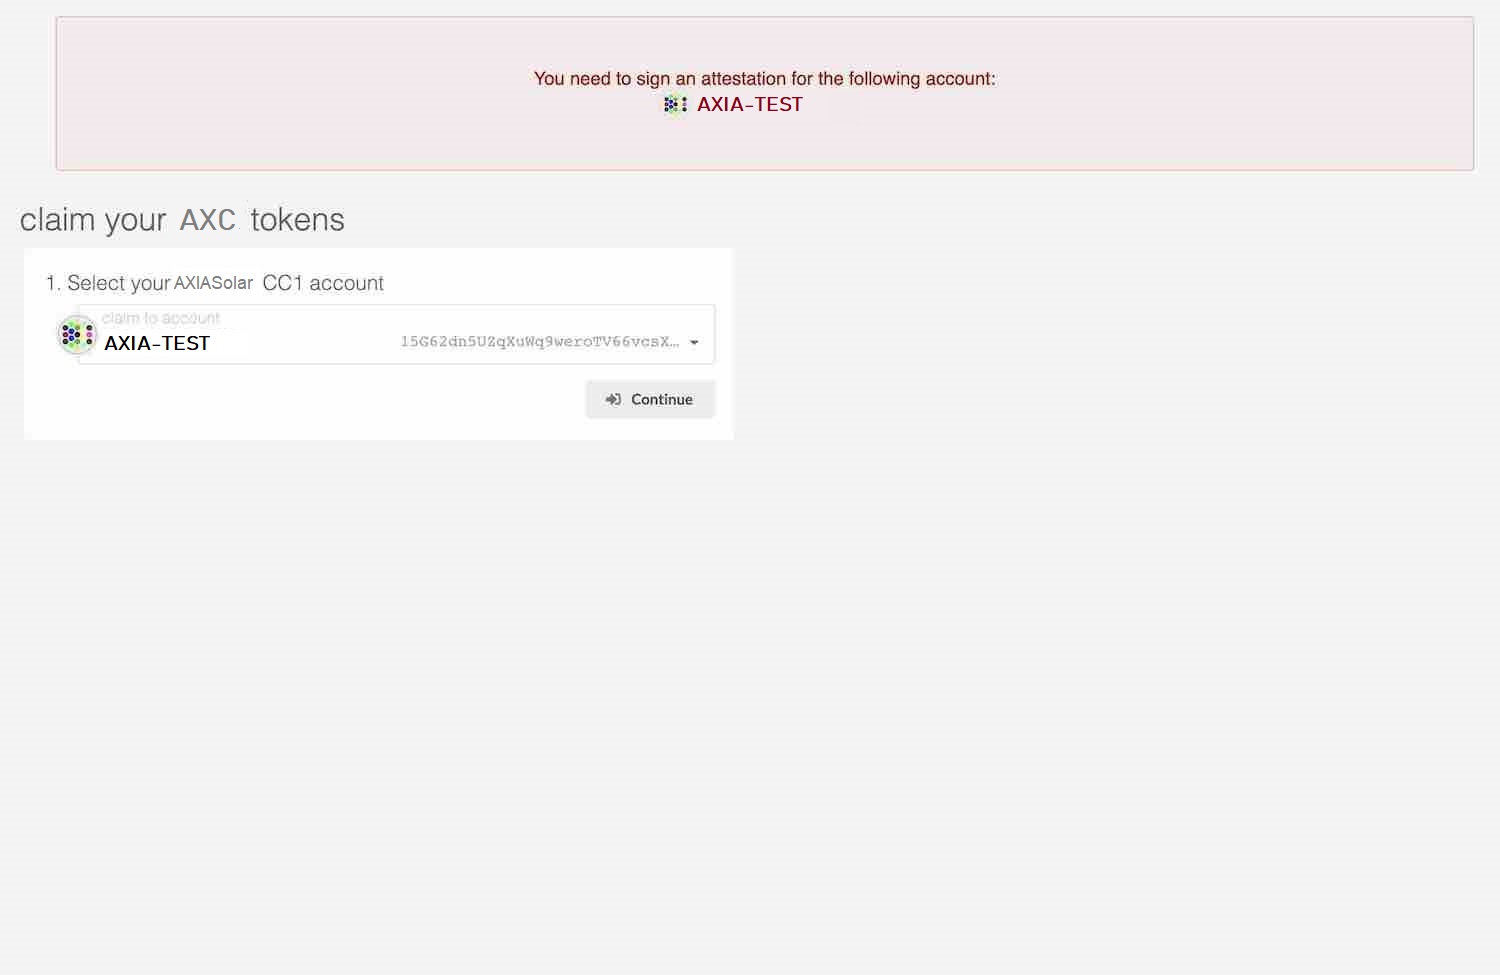 You need to sign an attestation for the following account:
AXIA-TEST
claim your AXC tokens
1. Select your AXIASolar CC1 account
claim to account
AXIA-TEST 15G62dn5UZqXuWq9weroTV66vcsX…
Continue